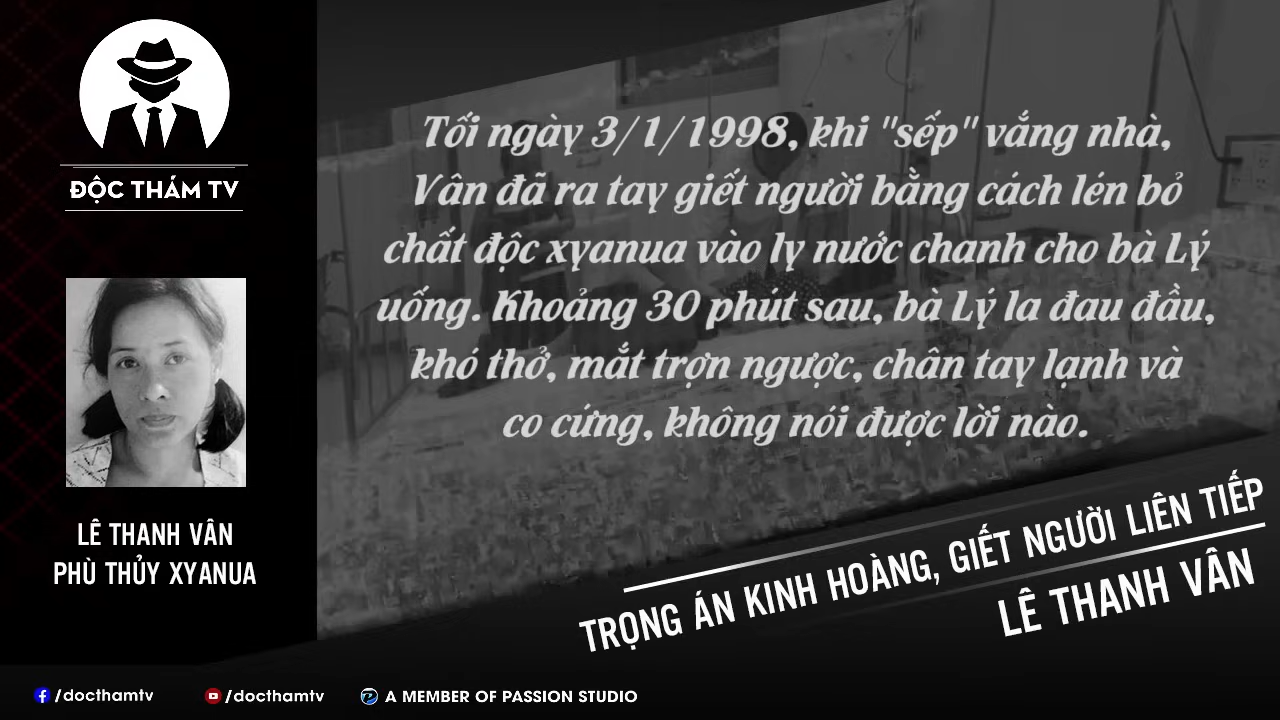 ĐỘC THÁM TV
LÊ THANH VÂN
PHÙ THỦY XYANUA
Tối ngày 3/1/1998, khi "sếp" vắng nhà,
Vân đã ra tay giết người bằng cách lén bỏ
chất độc xyanua vào ly nước chanh cho bà Lý
uống. Khoảng 30 phút sau, bà Lý la đau đầu,
khó thở, mắt trợn ngược, chân tay lạnh và
co cứng, không nói được lời nào.
TRỌNG ÁN KINH HOÀNG, GIẾT NGƯỜI LIÊN TIẾP
LÊ THANH VÂN
/docthamtv
/docthamtv
A MEMBER OF PASSION STUDIO